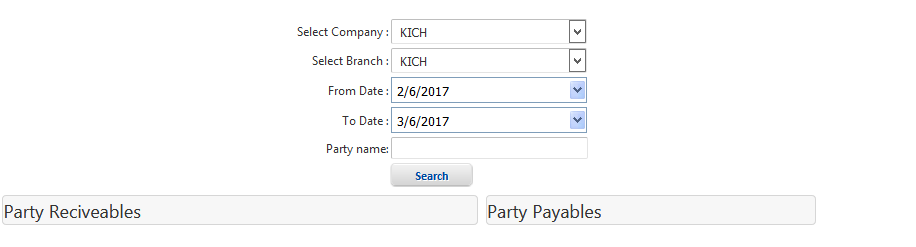 Select Company : KICH
Select Branch : KICH
From Date : 2/6/2017
To Date : 3/6/2017
Party name:
Search
Party Reciveables Party Payables